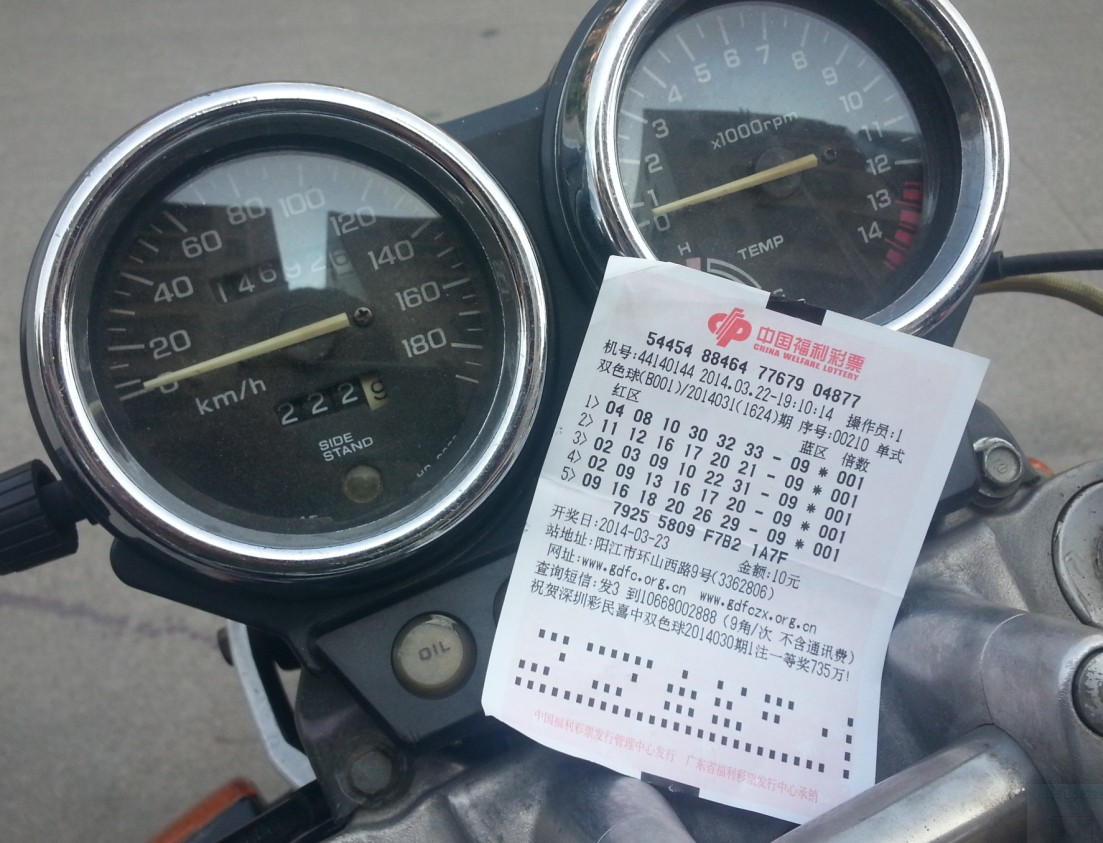 0
20
40
60
80
100
120
140
160
180
km/h
2229
SIDE
STAND
0
1
2
3
4
5
6
7
8
9
10
11
12
13
14
x1000rpm
H
TEMP
OIL
中国福利彩票
CHINA WELFARE LOTTERY
54454 88464 77679 04877
机号:44140144 2014.03.22-19:10:14 操作员:1
双色球(B001)/2014031(1624)期 序号:00210 单式
红区 蓝区 倍数
1> 04 08 10 30 32 33 - 09 * 001
2> 11 12 16 17 20 21 - 09 * 001
3> 02 03 09 10 22 31 - 09 * 001
4> 02 09 13 16 17 20 - 09 * 001
5> 09 16 18 20 26 29 - 09 * 001
7925 5809 F7B2 1A7F
开奖日:2014-03-23 金额:10元
站地址:阳江市环山西路9号(3362806)
网址:www.gdfc.org.cn www.gdfczx.org.cn
查询短信:发3 到10668002888 (9角/次 不含通讯费)
祝贺深圳彩民喜中双色球2014030期1注一等奖735万!
中国福利彩票发行管理中心发行 广东省福利彩票发行中心承销